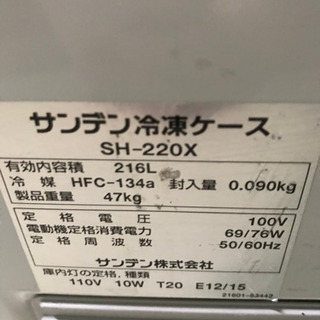 サンデン冷凍ケース
SH-220X
有効内容積 216L
冷媒 HFC-134a 封入量 0.090kg
製品重量 47kg
定格電圧 100V
電動機定格消費電力 69/76W
定格周波数 50/60Hz
サンデン株式会社
庫内灯の定格,種類
110V 10W T20 E12/15